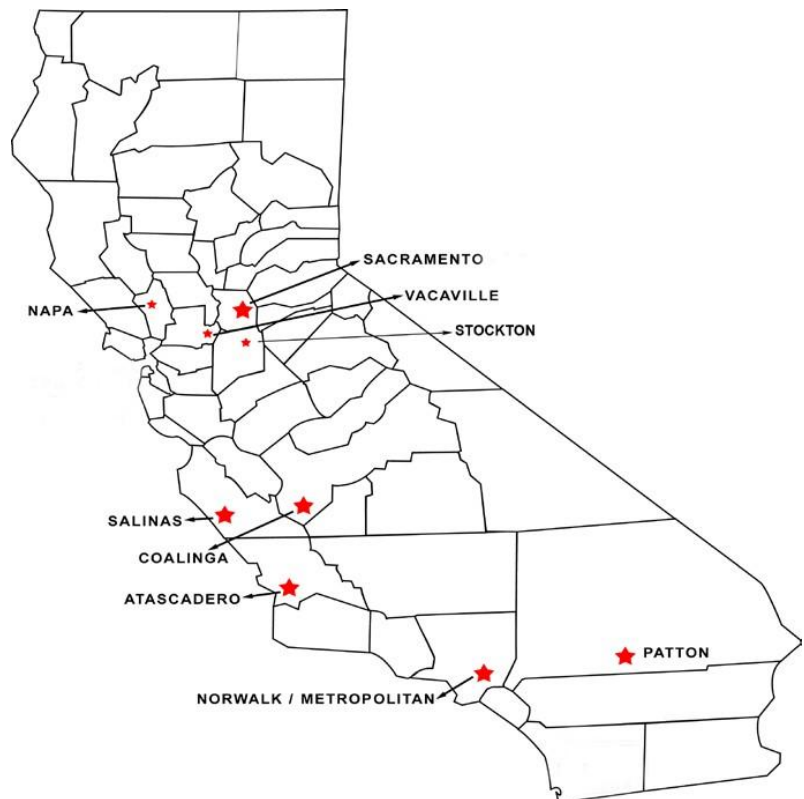 SACRAMENTO
VACAVILLE
NAPA
STOCKTON
SALINAS
COALINGA
ATASCADERO
PATTON
NORWALK / METROPOLITAN